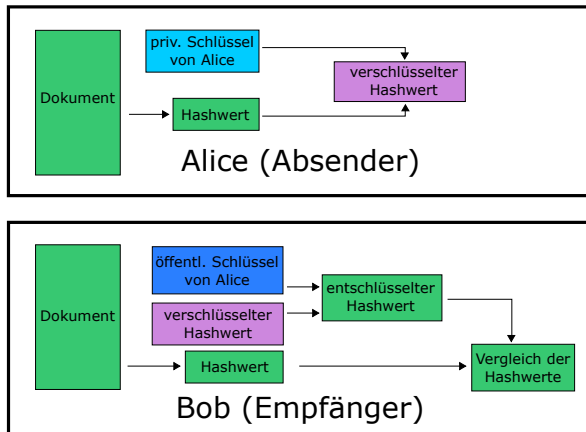 priv. Schlüssel
von Alice
verschlüsselter
Hashwert
Dokument
Hashwert
Alice (Absender)
öffentl. Schlüssel
von Alice
entschlüsselter
Hashwert
verschlüsselter
Hashwert
Dokument
Hashwert
Vergleich der
Hashwerte
Bob (Empfänger)